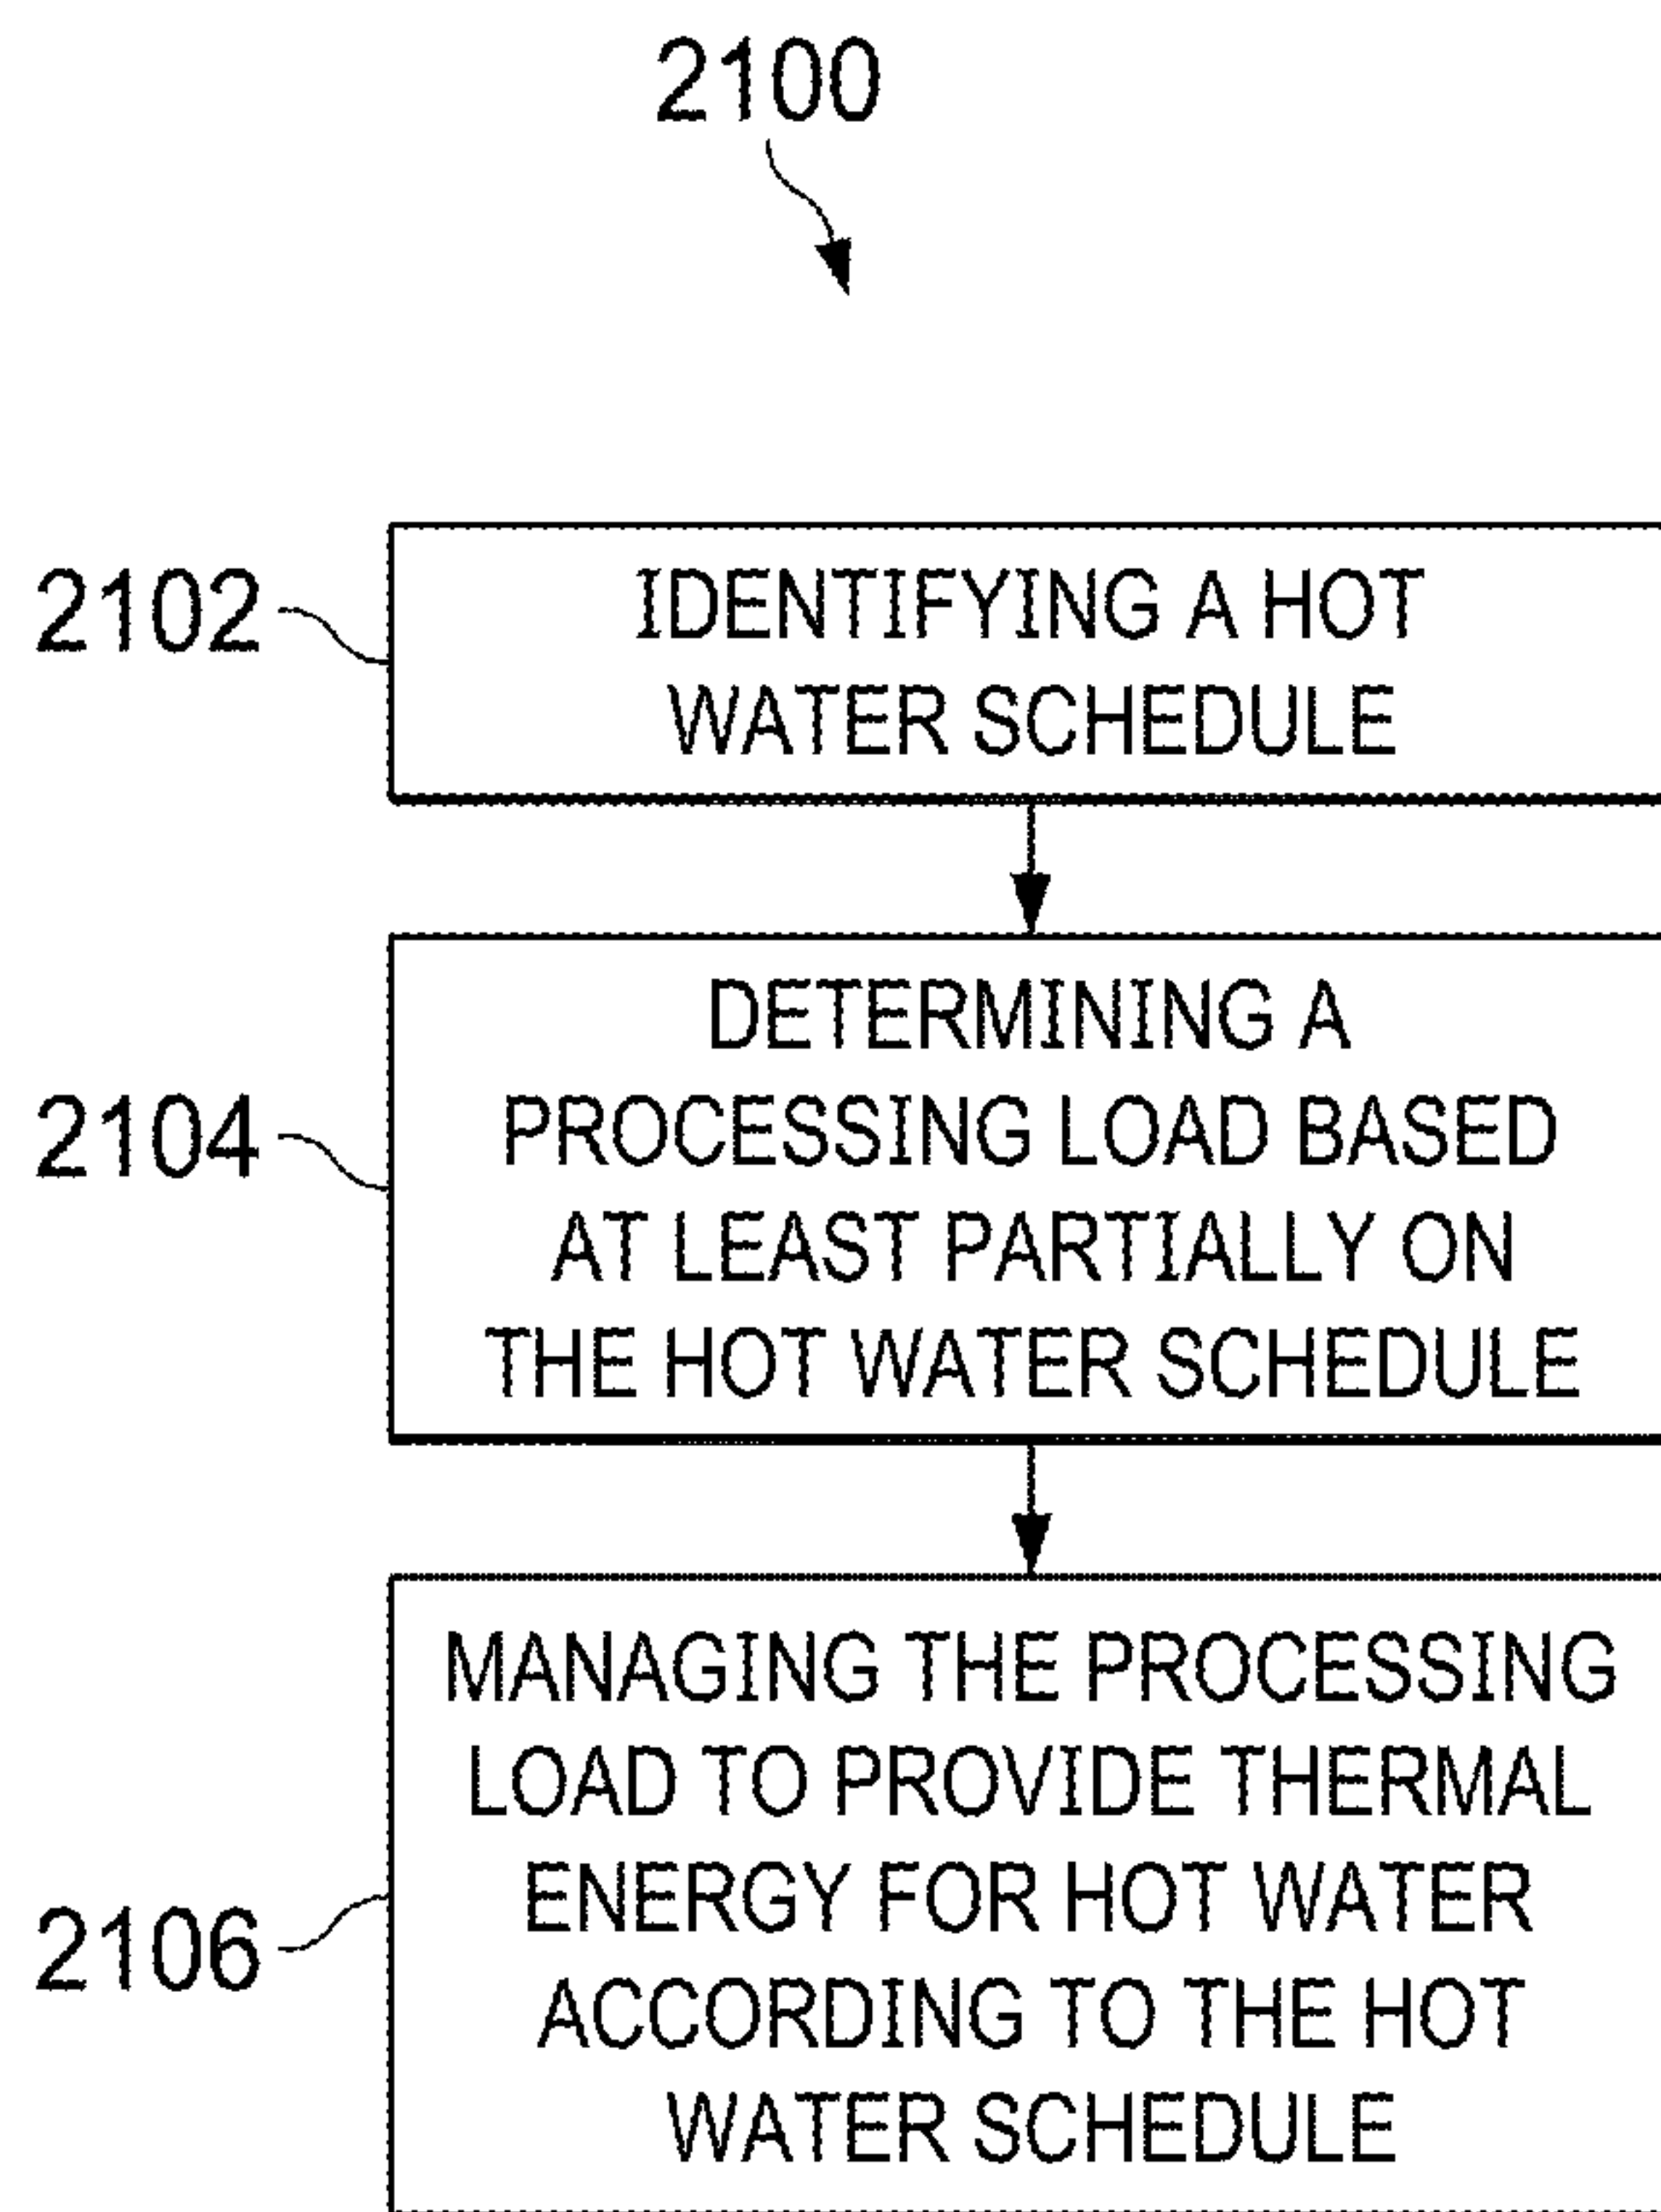 2100
2102
IDENTIFYING A HOT
WATER SCHEDULE
2104
DETERMINING A
PROCESSING LOAD BASED
AT LEAST PARTIALLY ON
THE HOT WATER SCHEDULE
2106
MANAGING THE PROCESSING
LOAD TO PROVIDE THERMAL
ENERGY FOR HOT WATER
ACCORDING TO THE HOT
WATER SCHEDULE